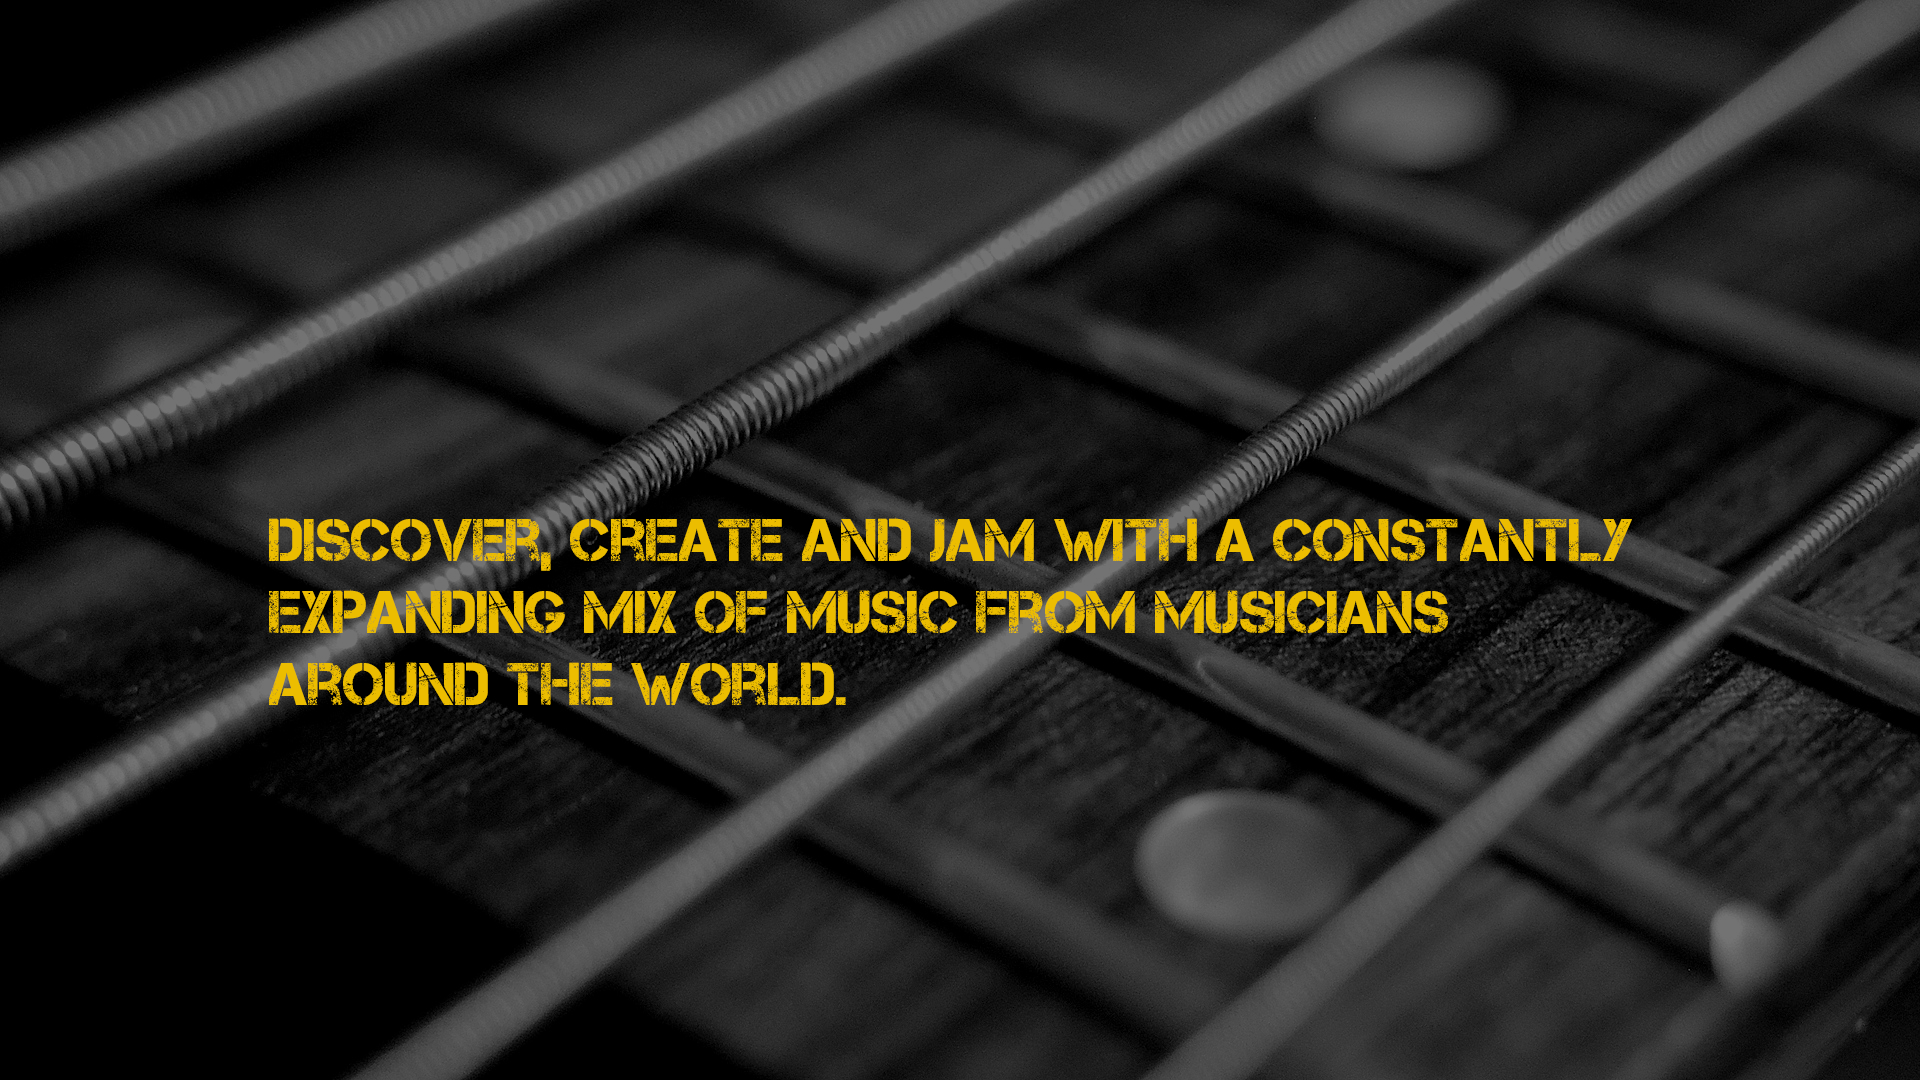 DISCOVER, CREATE AND JAM WITH A CONSTANTLY
EXPANDING MIX OF MUSIC FROM MUSICIANS
AROUND THE WORLD.